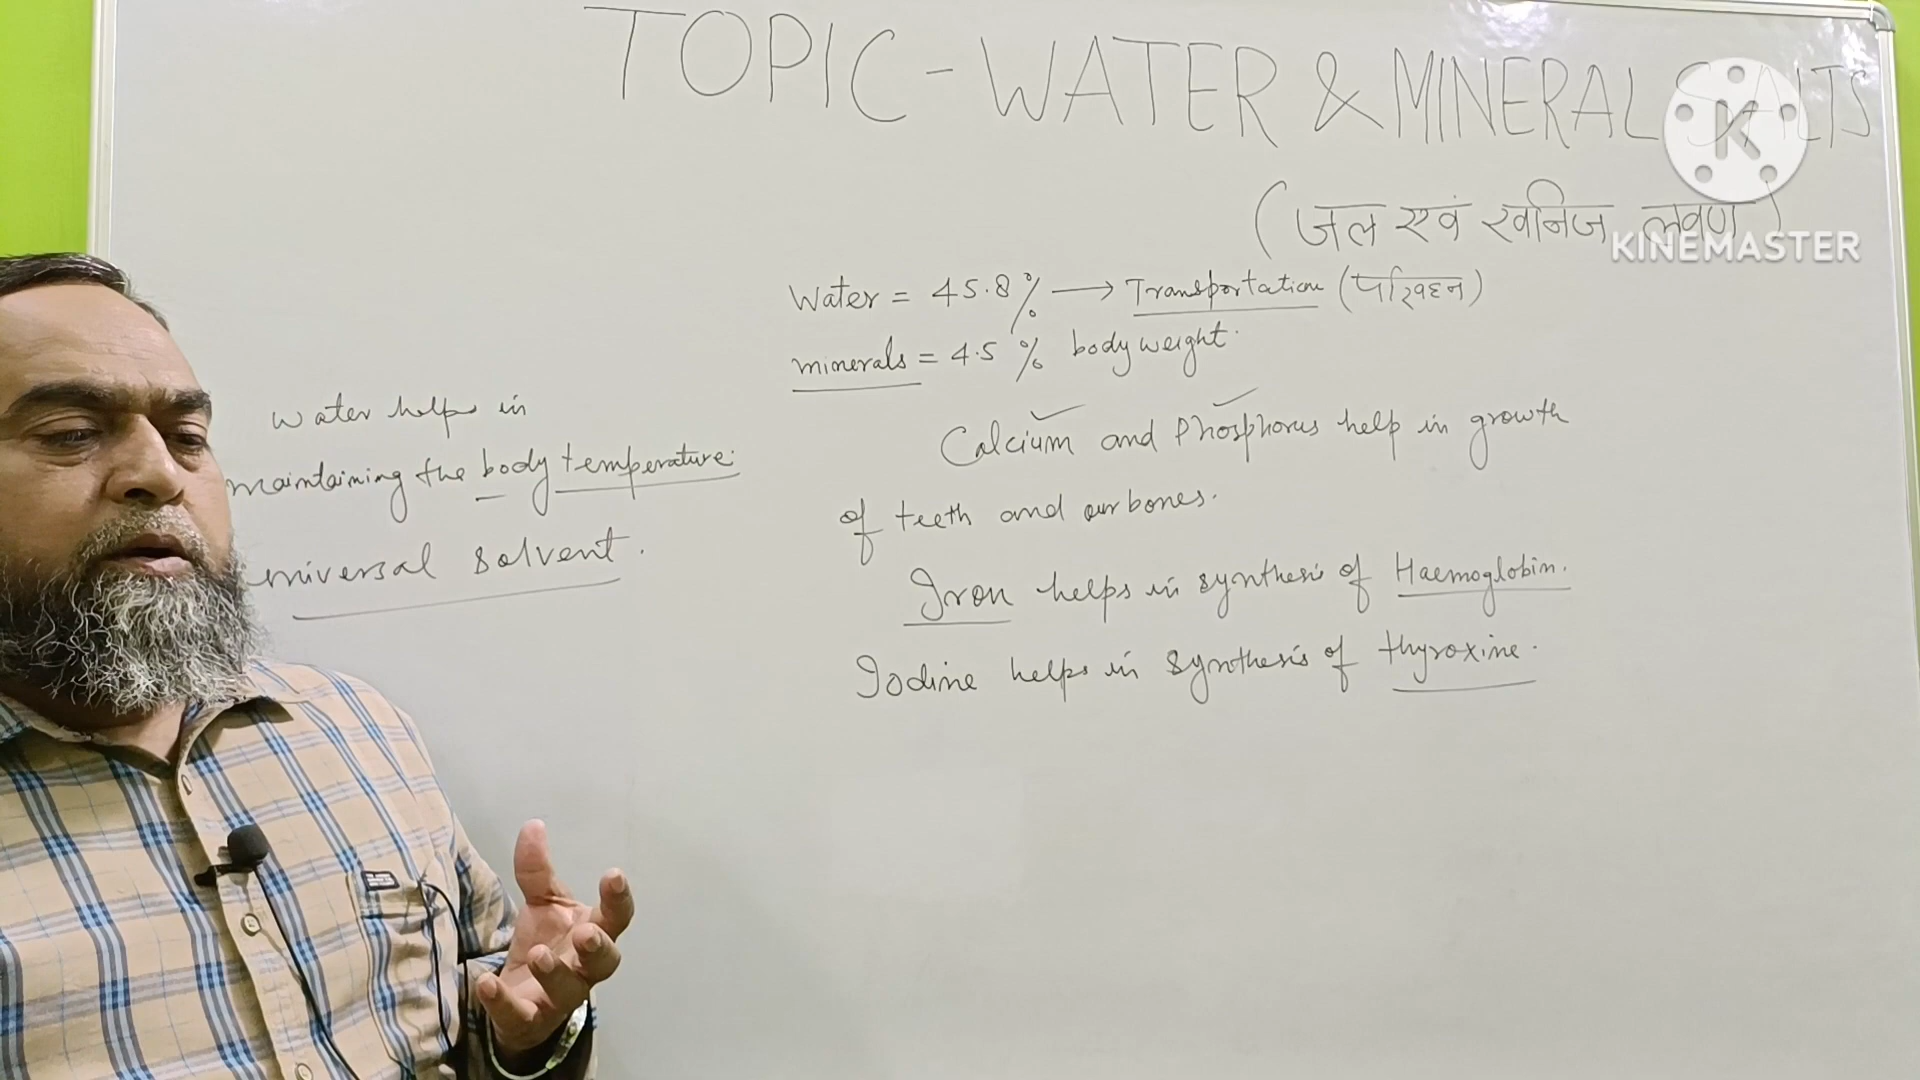 TOPIC - WATER & MINERAL SALTS
(जल एवं खनिज लवण)
KINEMASTER
Water = 45.8% → Transportation (परिवहन)
minerals = 4.5 % body weight.
Calcium and Phosphorus help in growth
of teeth and our bones.
Iron helps in synthesis of Haemoglobin.
Iodine helps in synthesis of thyroxine.
water helps in
maintaining the body temperature.
universal solvent.